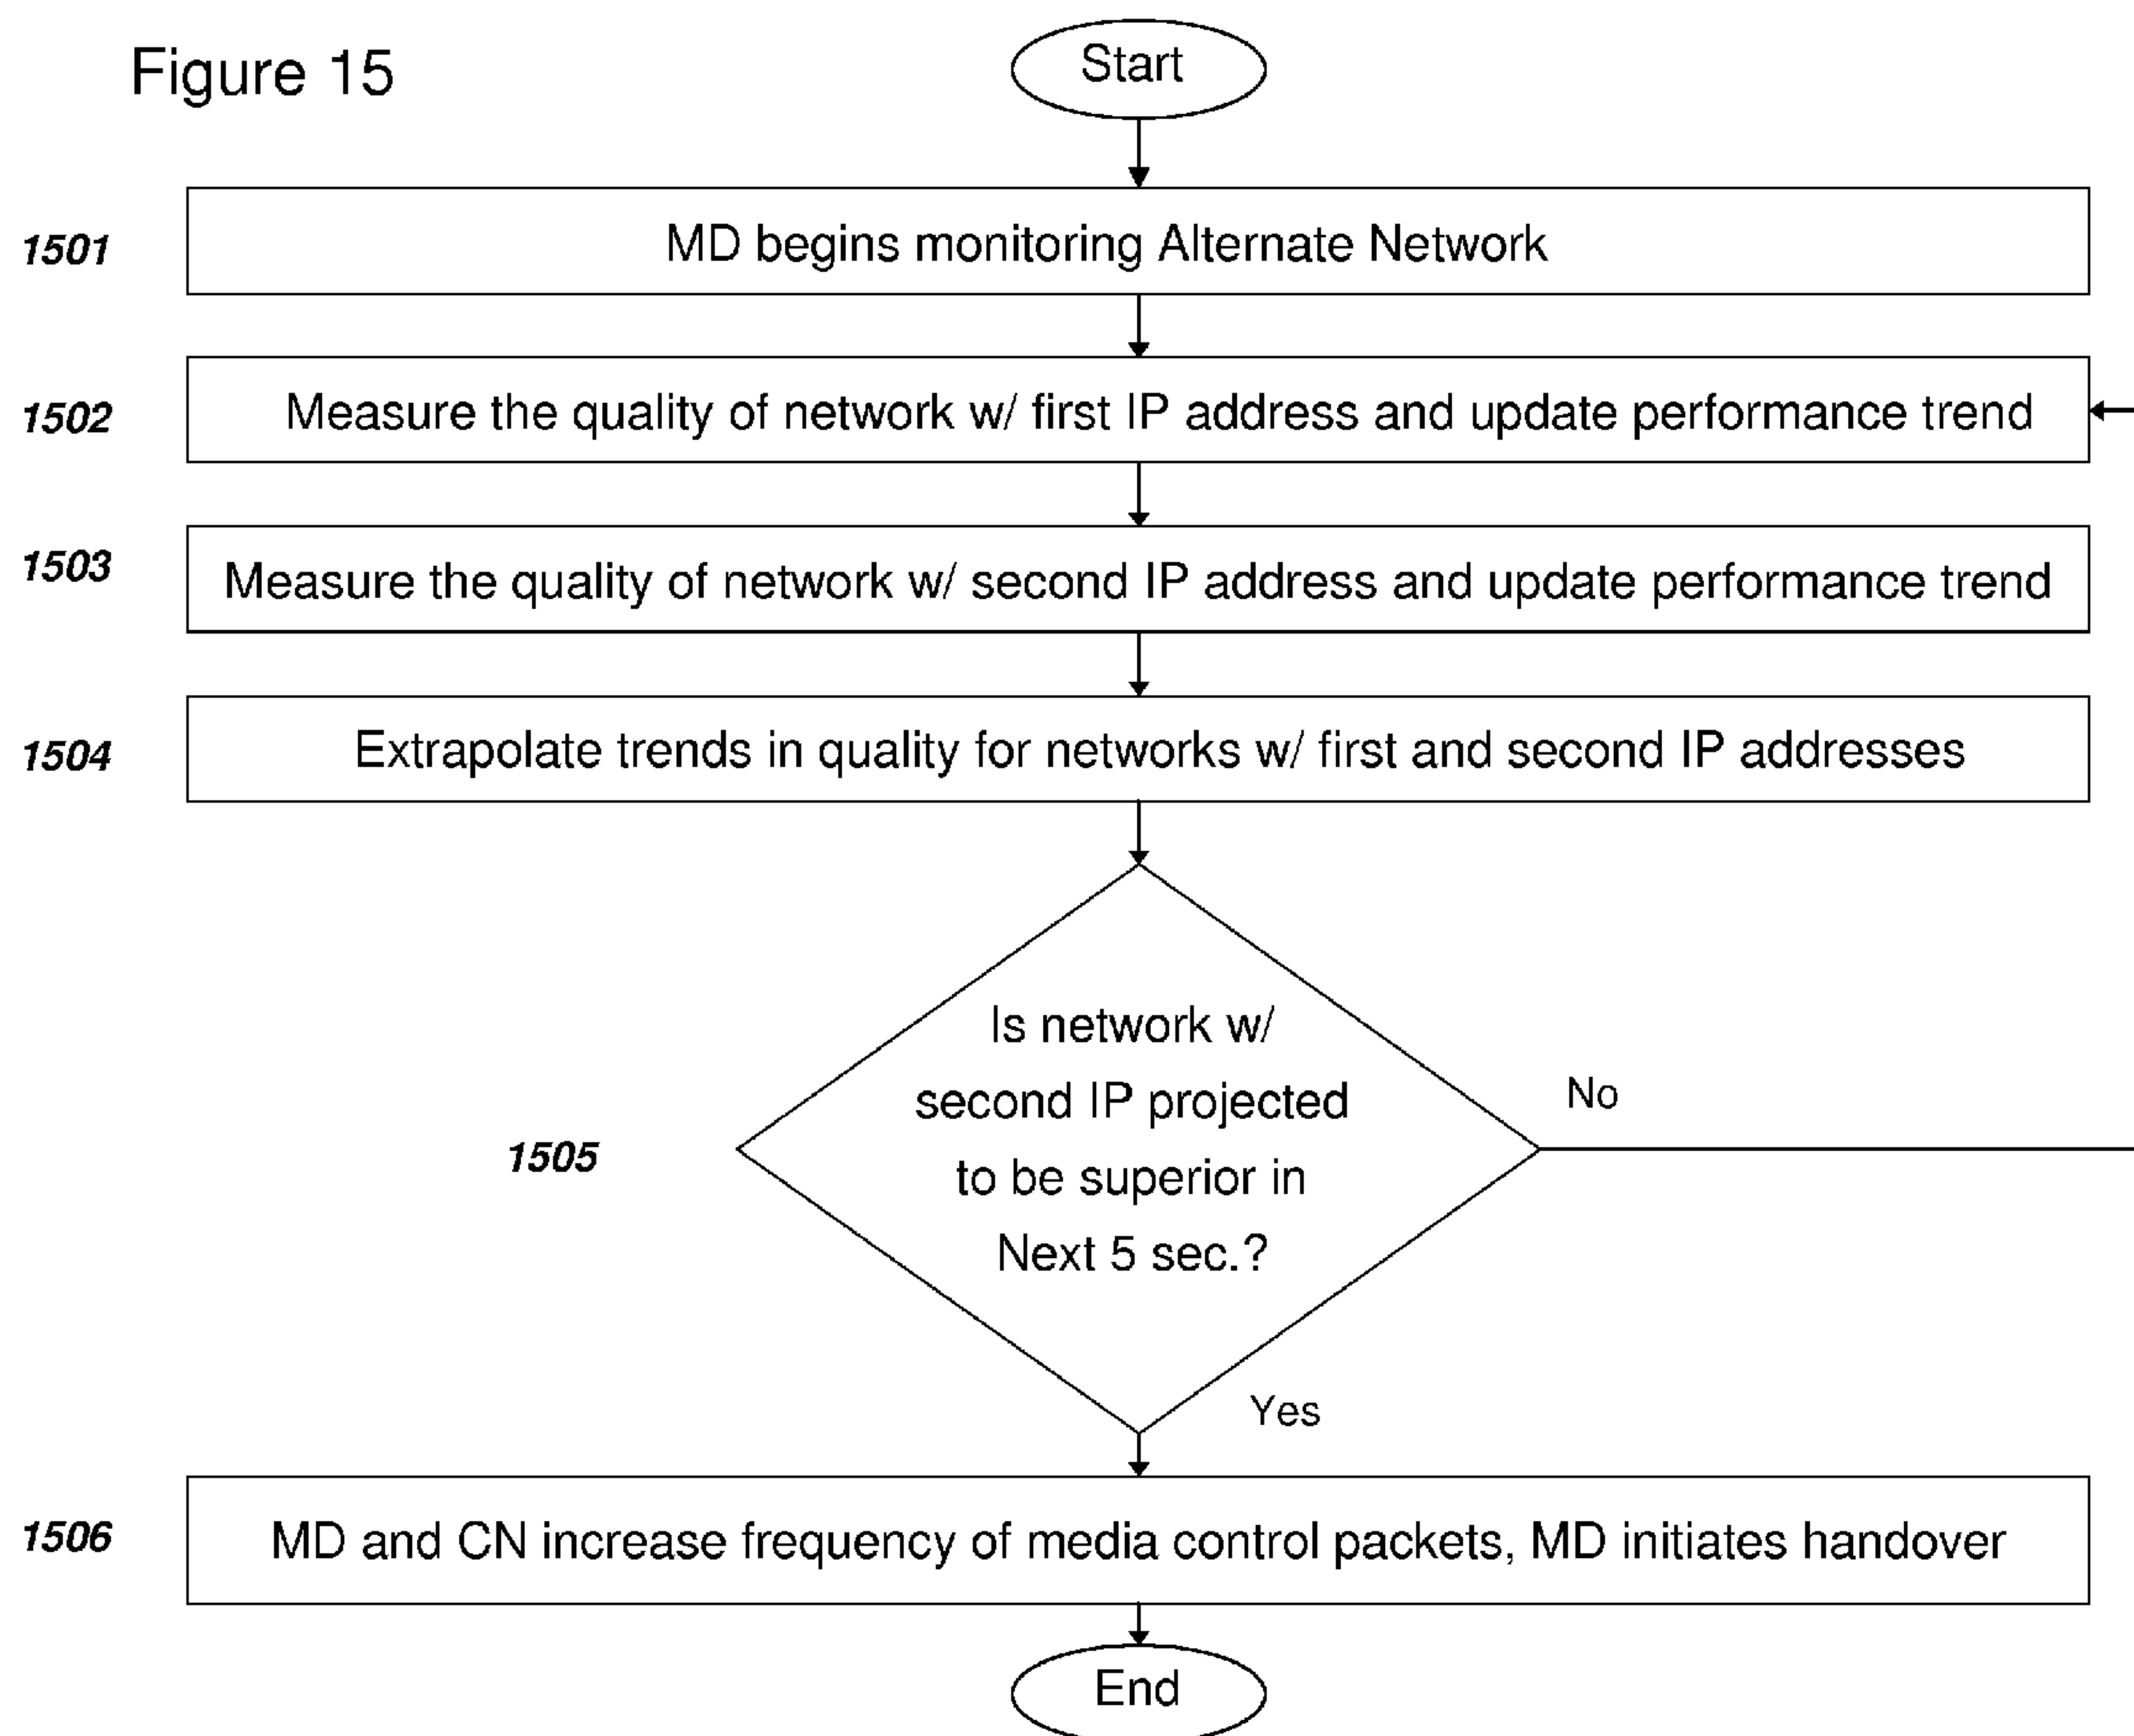 Figure 15
Start
1501
MD begins monitoring Alternate Network
1502
Measure the quality of network w/ first IP address and update performance trend
1503
Measure the quality of network w/ second IP address and update performance trend
1504
Extrapolate trends in quality for networks w/ first and second IP addresses
1505
Is network w/
second IP projected
to be superior in
Next 5 sec.?
No
Yes
1506
MD and CN increase frequency of media control packets, MD initiates handover
End